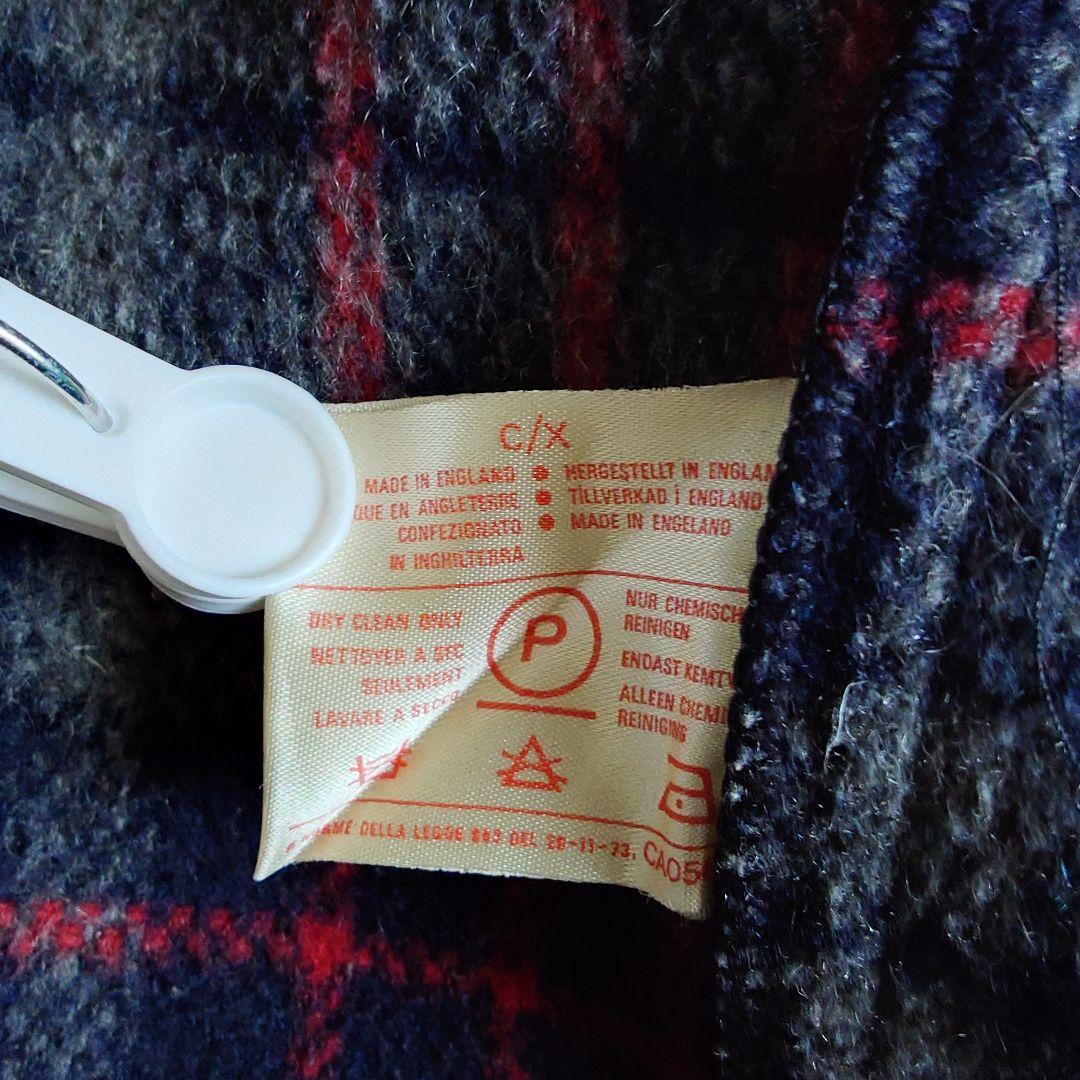 C/X
MADE IN ENGLAND ● HERGESTELLT IN ENGLAN
QUE EN ANGLETERRE ● TILLVERKAD I ENGLAND
CONFEZIONATO ● MADE IN ENGELAND
IN INGHILTERRA
DRY CLEAN ONLY
NETTOYER A SEC
SEULEMENT
LAVARE A SECCO
P
NUR CHEMISCH
REINIGEN
ENDAST KEMTV
ALLEEN CHEMI
REINIGING
DELLA LEGGE 883 DEL 26-11-73. CA05